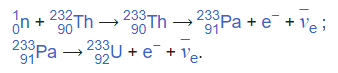 ¹₀n + ²³²₉₀Th ⟶ ²³³₉₀Th ⟶ ²³³₉₁Pa + e⁻ + ν̄ₑ ;
²³³₉₁Pa ⟶ ²³³₉₂U + e⁻ + ν̄ₑ.